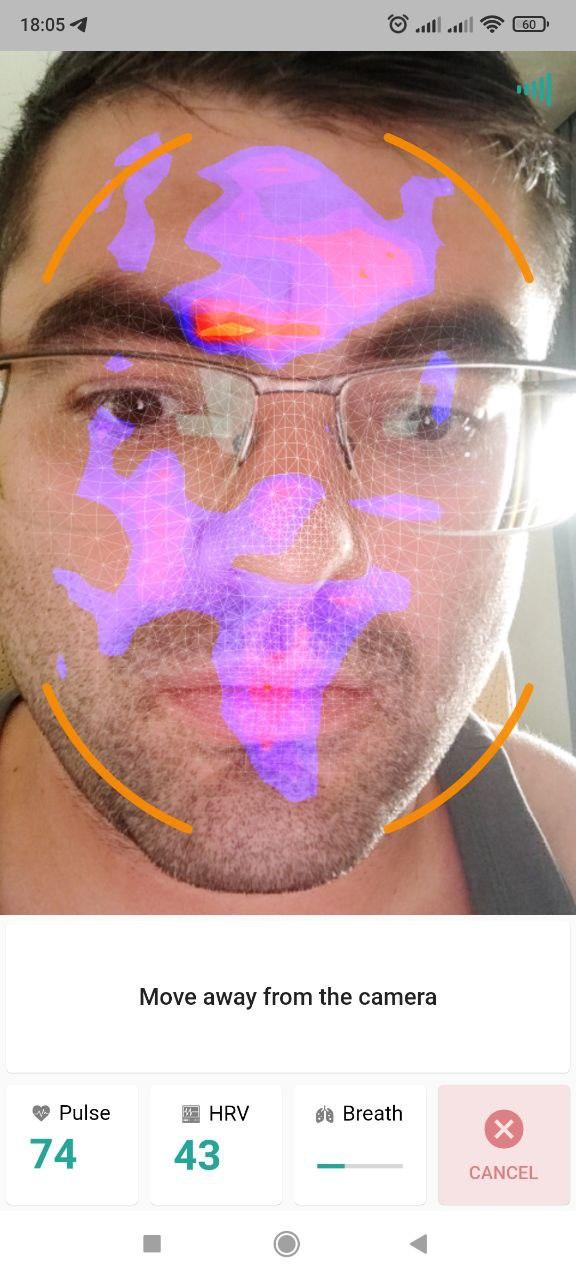 18:05
60
Move away from the camera
Pulse
74
HRV
43
Breath
CANCEL